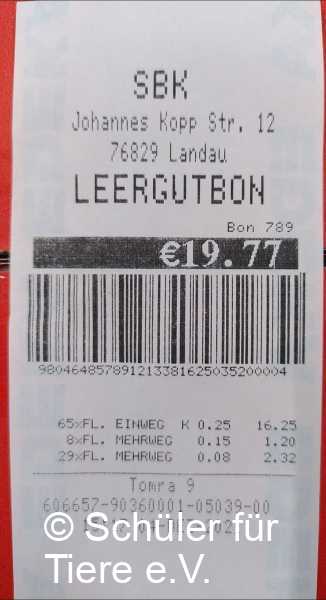 SBK
Johannes Kopp Str. 12
76829 Landau
LEERGUTBON
Bon 789
€19.77
980464857891213381625035200004
65xFL. EINWEG K 0.25 16.25
8xFL. MEHRWEG 0.15 1.20
29xFL. MEHRWEG 0.08 2.32
Tomra 9
606657-90360001-05039-00
© Schüler für
Tiere e.V.